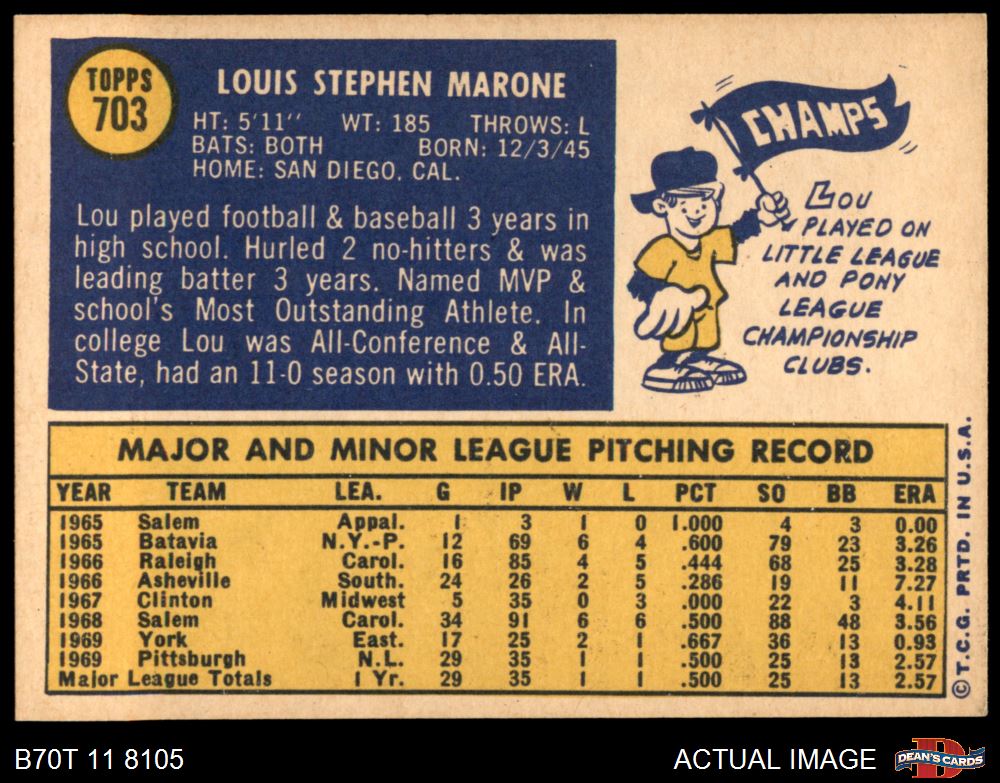 TOPPS
703
LOUIS STEPHEN MARONE
HT: 5'11" WT: 185 THROWS: L
BATS: BOTH BORN: 12/3/45
HOME: SAN DIEGO, CAL.
Lou played football & baseball 3 years in
high school. Hurled 2 no-hitters & was
leading batter 3 years. Named MVP &
school's Most Outstanding Athlete. In
college Lou was All-Conference & All-
State, had an 11-0 season with 0.50 ERA.
CHAMPS
LOU
PLAYED ON
LITTLE LEAGUE
AND PONY
LEAGUE
CHAMPIONSHIP
CLUBS.
MAJOR AND MINOR LEAGUE PITCHING RECORD
YEAR TEAM LEA. G IP W L PCT SO BB ERA
1965 Salem Appal. 1 3 1 0 1.000 4 3 0.00
1965 Batavia N.Y.-P. 12 69 6 4 .600 79 23 3.26
1966 Raleigh Carol. 16 85 4 5 .444 68 25 3.28
1966 Asheville South. 24 26 2 5 .286 19 11 7.27
1967 Clinton Midwest 5 35 0 3 .000 22 3 4.11
1968 Salem Carol. 34 91 6 6 .500 88 48 3.56
1969 York East. 17 25 2 1 .667 36 13 0.93
1969 Pittsburgh N.L. 29 35 1 1 .500 25 13 2.57
Major League Totals 1 Yr. 29 35 1 1 .500 25 13 2.57
© T.C.G. PRTD. IN U.S.A.
B70T 11 8105
ACTUAL IMAGE
D
DEAN'S CARDS